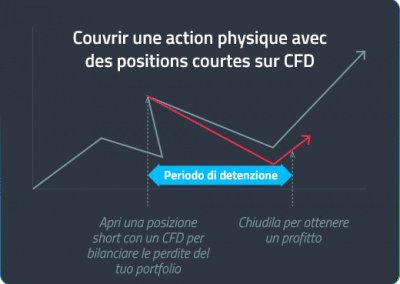 Couvrir une action physique avec
des positions courtes sur CFD
Periodo di detenzione
Apri una posizione
short con un CFD per
bilanciare le perdite del
tuo portfolio
Chiudila per ottenere
un profitto